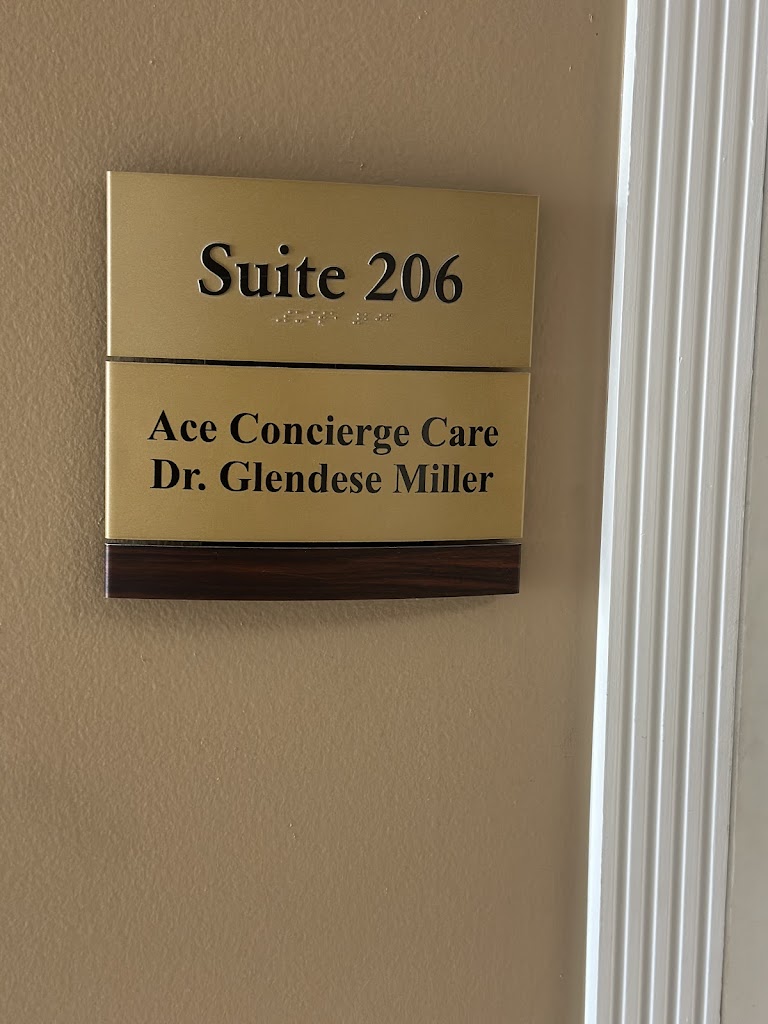 Suite 206
Ace Concierge Care
Dr. Glendese Miller